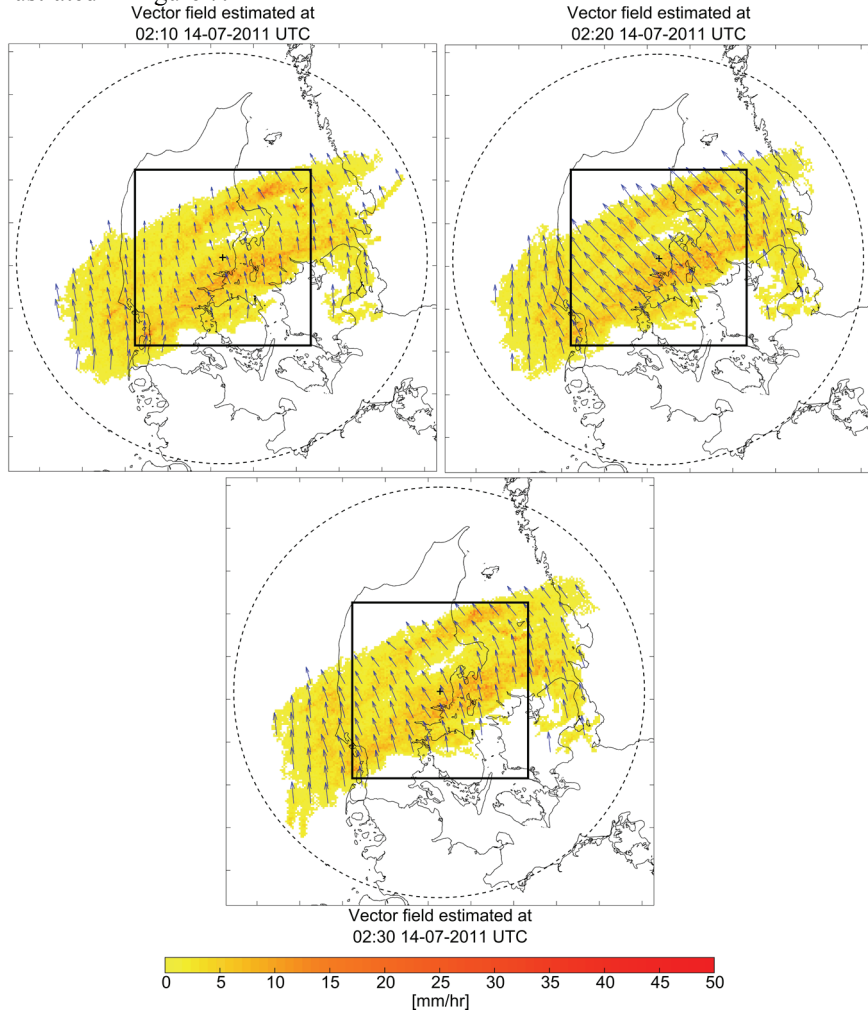 Vector field estimated at
02:10 14-07-2011 UTC
Vector field estimated at
02:20 14-07-2011 UTC
Vector field estimated at
02:30 14-07-2011 UTC
0 5 10 15 20 25 30 35 40 45 50
[mm/hr]